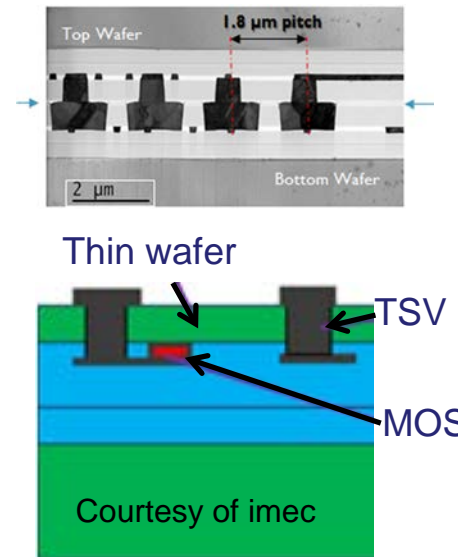 Top Wafer
1.8 µm pitch
2 µm
Bottom Wafer
Thin wafer
TSV
MOS
Courtesy of imec